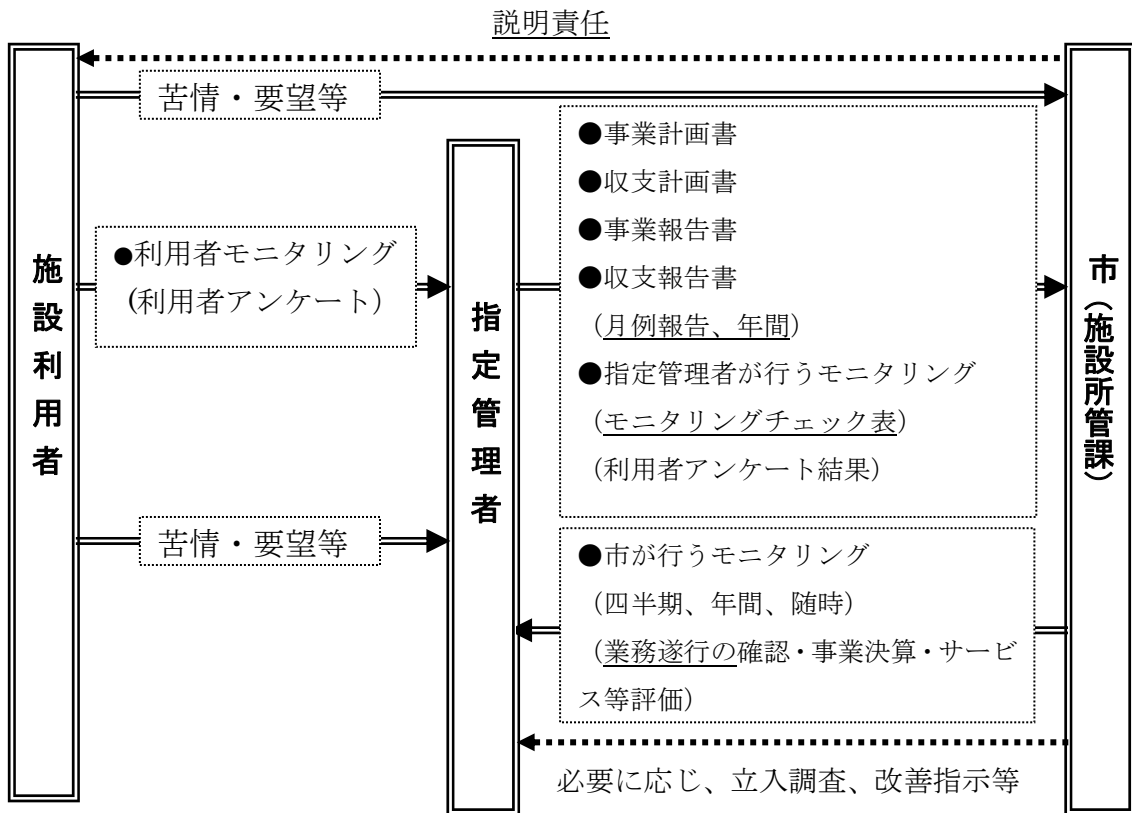 説明責任
苦情・要望等
●事業計画書
●収支計画書
●事業報告書
●収支報告書
（月例報告、年間）
●指定管理者が行うモニタリング
（モニタリングチェック表）
(利用者アンケート結果）
●利用者モニタリング
(利用者アンケート）
施設利用者
指定管理者
市（施設所管課）
苦情・要望等
●市が行うモニタリング
（四半期、年間、随時）
（業務遂行の確認・事業決算・サービ
ス等評価）
必要に応じ、立入調査、改善指示等